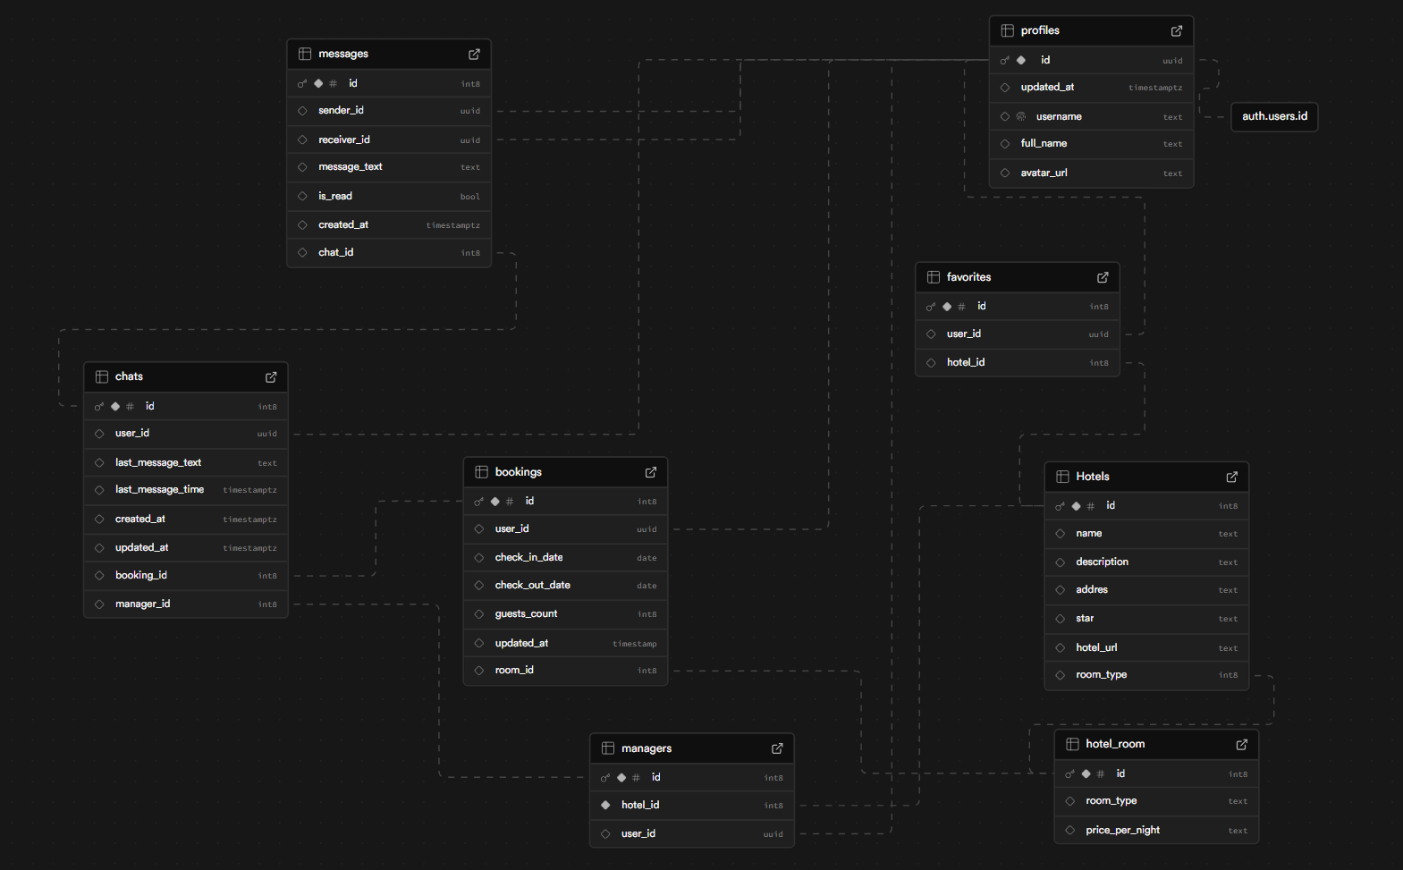 messages
id int8
sender_id uuid
receiver_id uuid
message_text text
is_read bool
created_at timestamptz
chat_id int8
profiles
id uuid
updated_at timestamptz
username text
full_name text
avatar_url text
auth.users.id
favorites
id int8
user_id uuid
hotel_id int8
chats
id int8
user_id uuid
last_message_text text
last_message_time timestamptz
created_at timestamptz
updated_at timestamptz
booking_id int8
manager_id int8
bookings
id int8
user_id uuid
check_in_date date
check_out_date date
guests_count int8
updated_at timestamp
room_id int8
Hotels
id int8
name text
description text
addres text
star text
hotel_url text
room_type int8
managers
id int8
hotel_id int8
user_id uuid
hotel_room
id int8
room_type text
price_per_night text